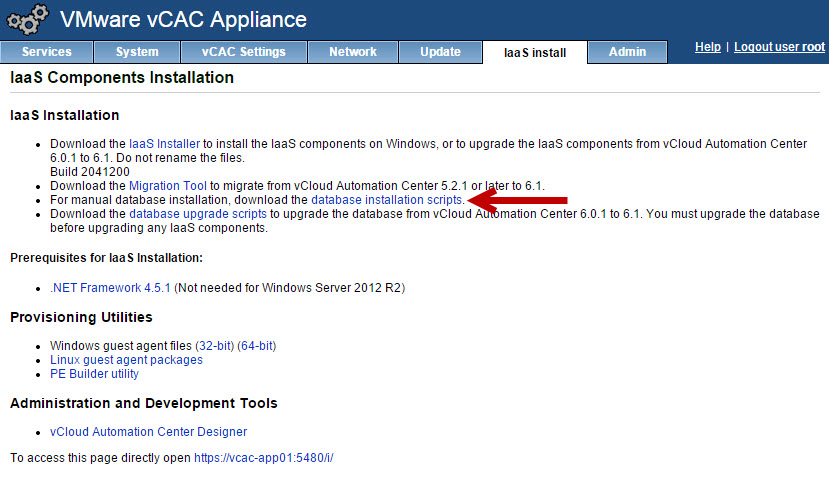 VMware vCAC Appliance
Services System vCAC Settings Network Update IaaS install Admin Help | Logout user root
IaaS Components Installation
IaaS Installation
Download the IaaS Installer to install the IaaS components on Windows, or to upgrade the IaaS components from vCloud Automation Center
6.0.1 to 6.1. Do not rename the files.
Build 2041200
Download the Migration Tool to migrate from vCloud Automation Center 5.2.1 or later to 6.1.
For manual database installation, download the database installation scripts.
Download the database upgrade scripts to upgrade the database from vCloud Automation Center 6.0.1 to 6.1. You must upgrade the database
before upgrading any IaaS components.
Prerequisites for IaaS Installation:
.NET Framework 4.5.1 (Not needed for Windows Server 2012 R2)
Provisioning Utilities
Windows guest agent files (32-bit) (64-bit)
Linux guest agent packages
PE Builder utility
Administration and Development Tools
vCloud Automation Center Designer
To access this page directly open https://vcac-app01:5480/i/